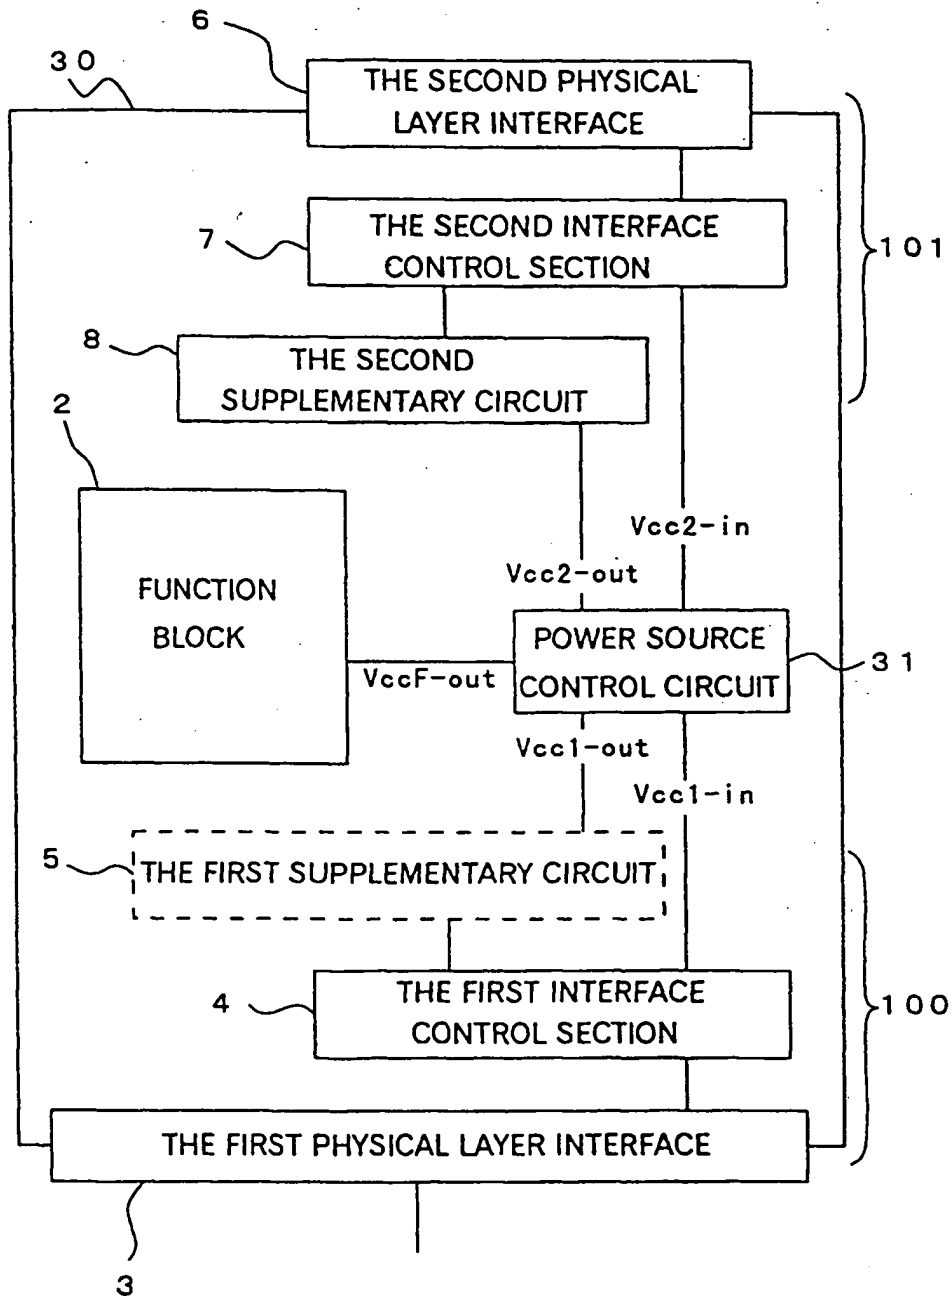 6
30
THE SECOND PHYSICAL
LAYER INTERFACE
7
THE SECOND INTERFACE
CONTROL SECTION
101
8
THE SECOND
SUPPLEMENTARY CIRCUIT
2
FUNCTION
BLOCK
Vcc2-in
Vcc2-out
POWER SOURCE
CONTROL CIRCUIT
31
VccF-out
Vcc1-out
Vcc1-in
5
THE FIRST SUPPLEMENTARY CIRCUIT
4
THE FIRST INTERFACE
CONTROL SECTION
100
THE FIRST PHYSICAL LAYER INTERFACE
3